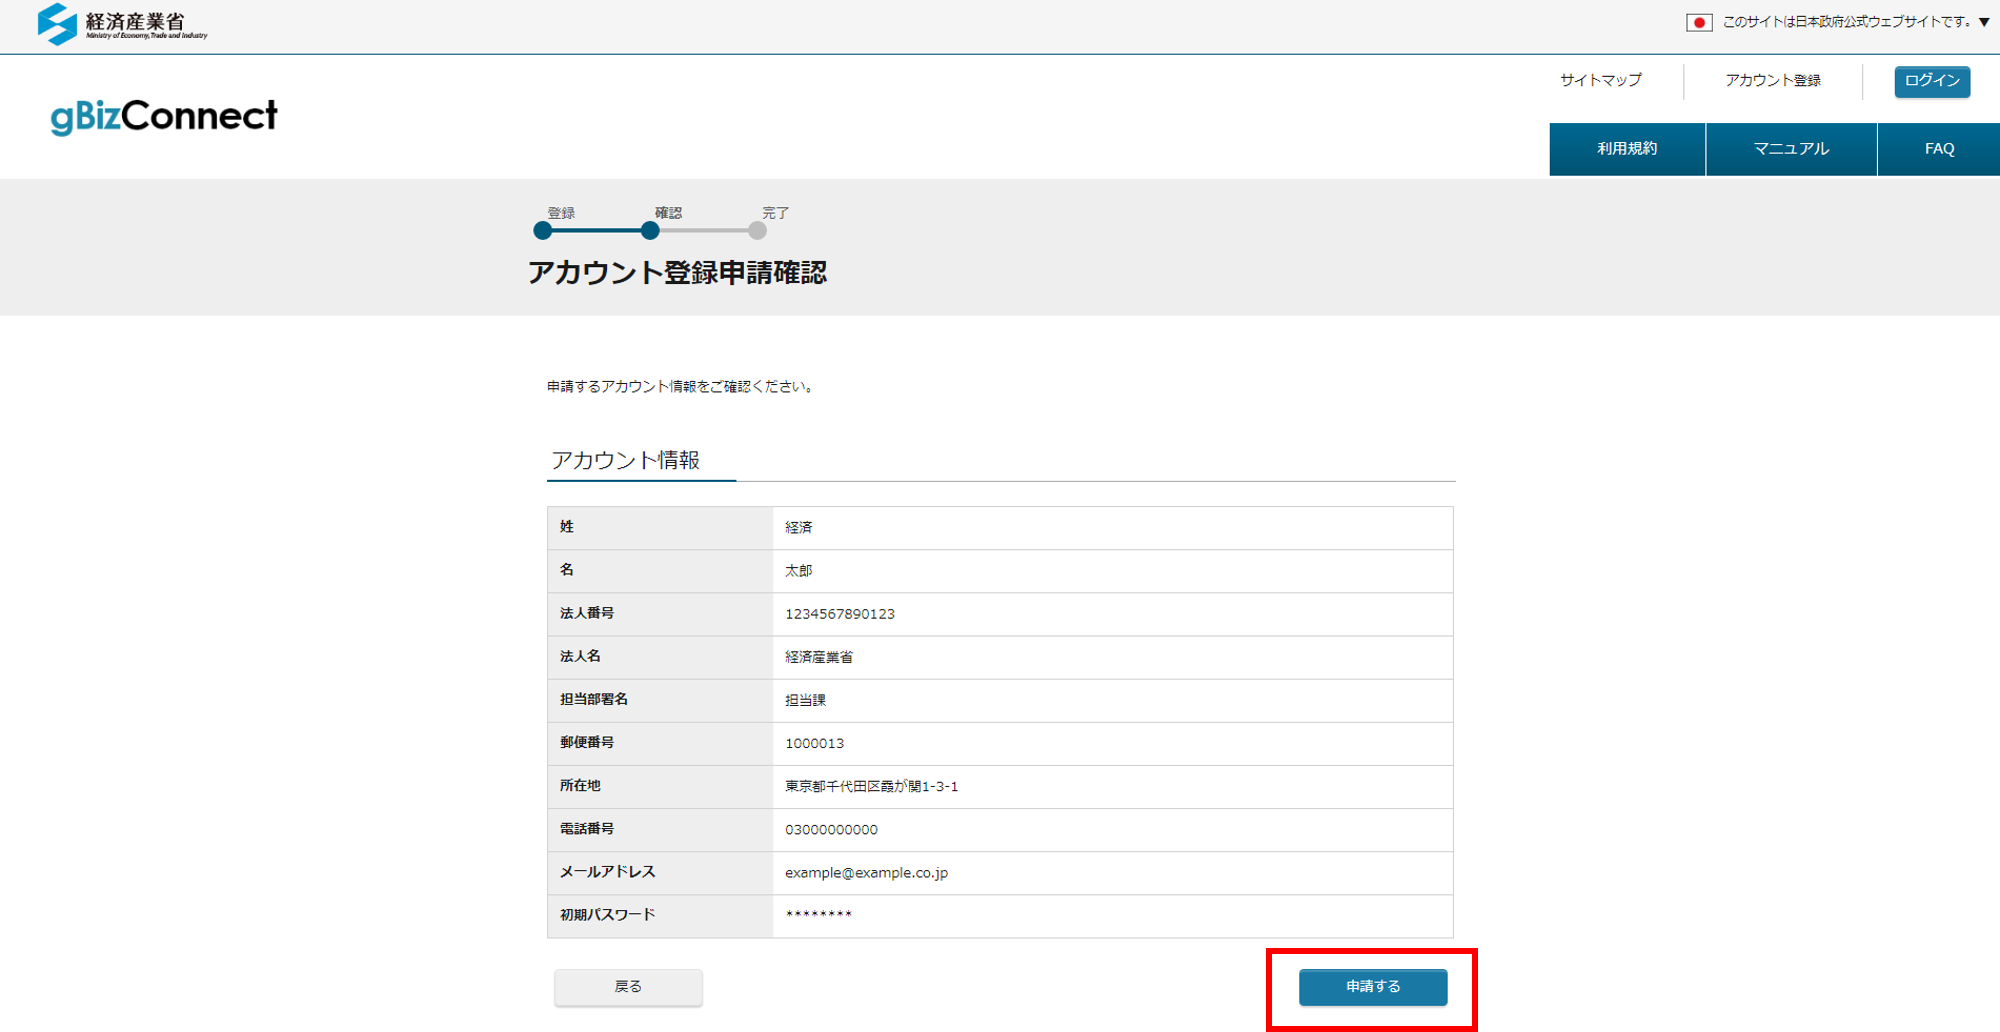 経済産業省
Ministry of Economy, Trade and Industry
このサイトは日本政府公式ウェブサイトです。▼
サイトマップ
アカウント登録
ログイン
gBizConnect
利用規約
マニュアル
FAQ
登録
確認
完了
アカウント登録申請確認
申請するアカウント情報をご確認ください。
アカウント情報
姓 経済
名 太郎
法人番号 1234567890123
法人名 経済産業省
担当部署名 担当課
郵便番号 1000013
所在地 東京都千代田区霞が関1-3-1
電話番号 03000000000
メールアドレス example@example.co.jp
初期パスワード ********
戻る
申請する